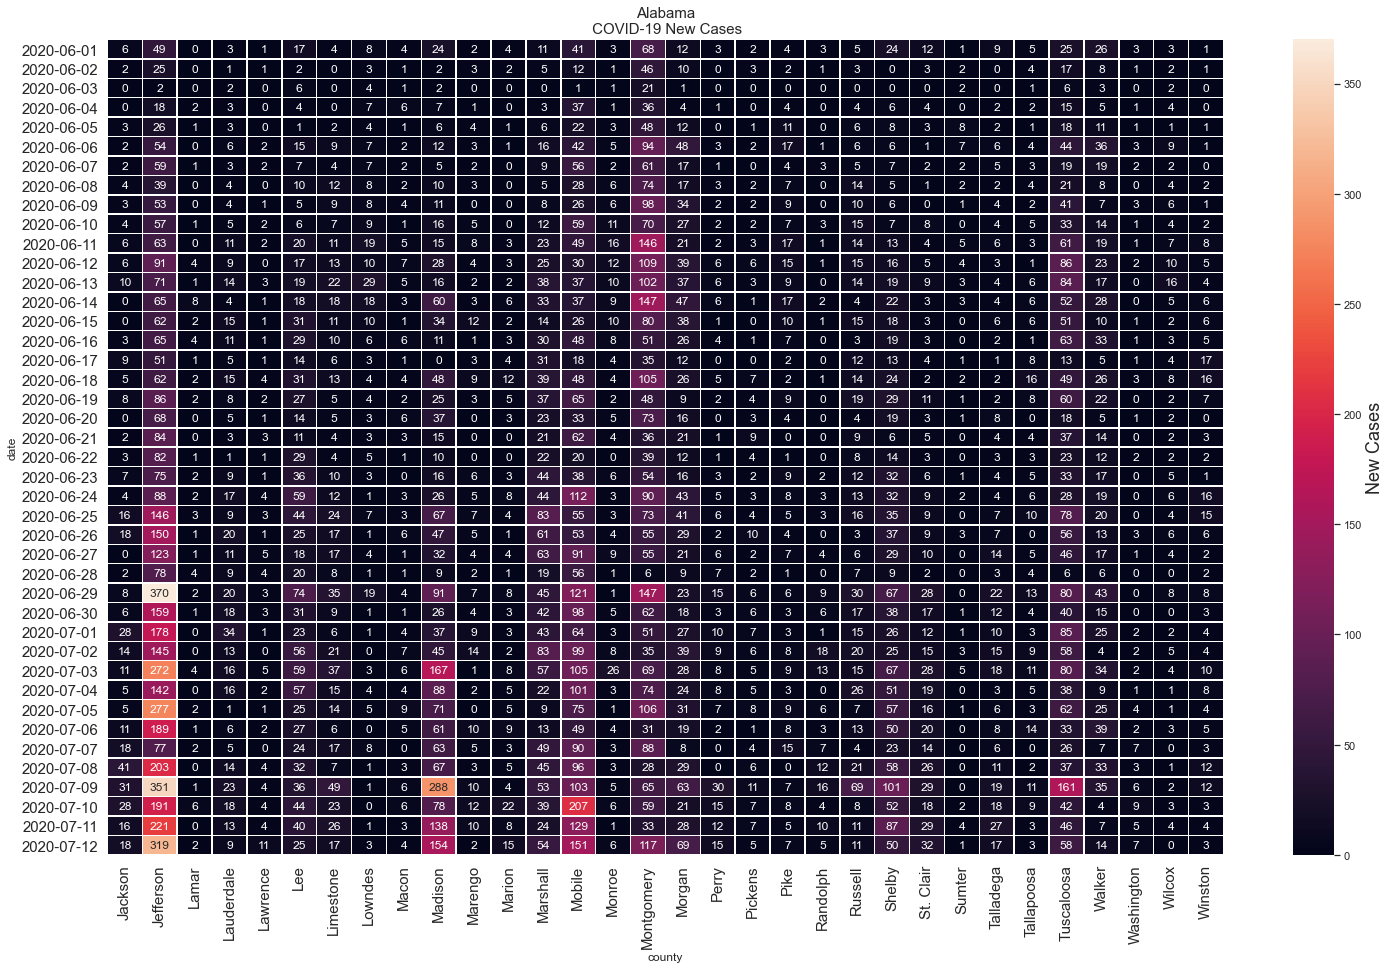 Alabama
COVID-19 New Cases
2020-06-01 6 49 0 3 1 17 4 8 4 24 2 4 11 41 3 68 12 3 2 4 3 5 24 12 1 9 5 25 26 3 3 1
2020-06-02 2 25 0 1 1 2 0 3 1 2 3 2 5 12 1 46 10 0 3 2 1 3 0 3 2 0 4 17 8 1 2 1
2020-06-03 0 2 0 2 0 6 0 4 1 2 0 0 0 1 1 21 1 0 0 0 0 0 0 0 2 0 1 6 3 0 2 0
2020-06-04 0 18 2 3 0 4 0 7 6 7 1 0 3 37 1 36 4 1 0 4 0 4 6 4 0 2 2 15 5 1 4 0
2020-06-05 3 26 1 3 0 1 2 4 1 6 4 1 6 22 3 48 12 0 1 11 0 6 8 3 8 2 1 18 11 1 1 1
2020-06-06 2 54 0 6 2 15 9 7 2 12 3 1 16 42 5 94 48 3 2 17 1 6 6 1 7 6 4 44 36 3 9 1
2020-06-07 2 59 1 3 2 7 4 7 2 5 2 0 9 56 2 61 17 1 0 4 3 5 7 2 2 5 3 19 19 2 2 0
2020-06-08 4 39 0 4 0 10 12 8 2 10 3 0 5 28 6 74 17 3 2 7 0 14 5 1 2 2 4 21 8 0 4 2
2020-06-09 3 53 0 4 1 5 9 8 4 11 0 0 8 26 6 98 34 2 2 9 0 10 6 0 1 4 2 41 7 3 6 1
2020-06-10 4 57 1 5 2 6 7 9 1 16 5 0 12 59 11 70 27 2 2 7 3 15 7 8 0 4 5 33 14 1 4 2
2020-06-11 6 63 0 11 2 20 11 19 5 15 8 3 23 49 16 146 21 2 3 17 1 14 13 4 5 6 3 61 19 1 7 8
2020-06-12 6 91 4 9 0 17 13 10 7 28 4 3 25 30 12 109 39 6 6 15 1 15 16 5 4 3 1 86 23 2 10 5
2020-06-13 10 71 1 14 3 19 22 29 5 16 2 2 38 37 10 102 37 6 3 9 0 14 19 9 3 4 6 84 17 0 16 4
2020-06-14 0 65 8 4 1 18 18 18 3 60 3 6 33 37 9 147 47 6 1 17 2 4 22 3 3 4 6 52 28 0 5 6
2020-06-15 0 62 2 15 1 31 11 10 1 34 12 2 14 26 10 80 38 1 0 10 1 15 18 3 0 6 6 51 10 1 2 6
2020-06-16 3 65 4 11 1 29 10 6 6 11 1 3 30 48 8 51 26 4 1 7 0 3 19 3 0 2 1 63 33 1 3 5
2020-06-17 9 51 1 5 1 14 6 3 1 0 3 4 31 18 4 35 12 0 0 2 0 12 13 4 1 1 8 13 5 1 4 17
2020-06-18 5 62 2 15 4 31 13 4 4 48 9 12 39 48 4 105 26 5 7 2 1 14 24 2 2 2 16 49 26 3 8 16
2020-06-19 8 86 2 8 2 27 5 4 2 25 3 5 37 65 2 48 9 2 4 9 0 19 29 11 1 2 8 60 22 0 2 7
2020-06-20 0 68 0 5 1 14 5 3 6 37 0 3 23 33 5 73 16 0 3 4 0 4 19 3 1 8 0 18 5 1 2 0
2020-06-21 2 84 0 3 3 11 4 3 3 15 0 0 21 62 4 36 21 1 9 0 0 9 6 5 0 4 4 37 14 0 2 3
2020-06-22 3 82 1 1 1 29 4 5 1 10 0 0 22 20 0 39 12 1 4 1 0 8 14 3 0 3 3 23 12 2 2 2
2020-06-23 7 75 2 9 1 36 10 3 0 16 6 3 44 38 6 54 16 3 2 9 2 12 32 6 1 4 5 33 17 0 5 1
2020-06-24 4 88 2 17 4 59 12 1 3 26 5 8 44 112 3 90 43 5 3 8 3 13 32 9 2 4 6 28 19 0 6 16
2020-06-25 16 146 3 9 3 44 24 7 3 67 7 4 83 55 3 73 41 6 4 5 3 16 35 9 0 7 10 78 20 0 4 15
2020-06-26 18 150 1 20 1 25 17 1 6 47 5 1 61 53 4 55 29 2 10 4 0 3 37 9 3 7 0 56 13 3 6 6
2020-06-27 0 123 1 11 5 18 17 4 1 32 4 4 63 91 9 55 21 6 2 7 4 6 29 10 0 14 5 46 17 1 4 2
2020-06-28 2 78 4 9 4 20 8 1 1 9 2 1 19 56 1 6 9 7 2 1 0 7 9 2 0 3 4 6 6 0 0 2
2020-06-29 8 370 2 20 3 74 35 19 4 91 7 8 45 121 1 147 23 15 6 6 9 30 67 28 0 22 13 80 43 0 8 8
2020-06-30 6 159 1 18 3 31 9 1 1 26 4 3 42 98 5 62 18 3 6 3 6 17 38 17 1 12 4 40 15 0 0 3
2020-07-01 28 178 0 34 1 23 6 1 4 37 9 3 43 64 3 51 27 10 7 3 1 15 26 12 1 10 3 85 25 2 2 4
2020-07-02 14 145 0 13 0 56 21 0 7 45 14 2 83 99 8 35 39 9 6 8 18 20 25 15 3 15 9 58 4 2 5 4
2020-07-03 11 272 4 16 5 59 37 3 6 167 1 8 57 105 26 69 28 8 5 9 13 15 67 28 5 18 11 80 34 2 4 10
2020-07-04 5 142 0 16 2 57 15 4 4 88 2 5 22 101 3 74 24 8 5 3 0 26 51 19 0 3 5 38 9 1 1 8
2020-07-05 5 277 2 1 1 25 14 5 9 71 0 5 9 75 1 106 31 7 8 9 6 7 57 16 1 6 3 62 25 4 1 4
2020-07-06 11 189 1 6 2 27 6 0 5 61 10 9 13 49 4 31 19 2 1 8 3 13 50 20 0 8 14 33 39 2 3 5
2020-07-07 18 77 2 5 0 24 17 8 0 63 5 3 49 90 3 88 8 0 4 15 7 4 23 14 0 6 0 26 7 7 0 3
2020-07-08 41 203 0 14 4 32 7 1 3 67 3 5 45 96 3 28 29 0 6 0 12 21 58 26 0 11 2 37 33 3 1 12
2020-07-09 31 351 1 23 4 36 49 1 6 288 10 4 53 103 5 65 63 30 11 7 16 69 101 29 0 19 11 161 35 6 2 12
2020-07-10 28 191 6 18 4 44 23 0 6 78 12 22 39 207 6 59 21 15 7 8 4 8 52 18 2 18 9 42 4 9 3 3
2020-07-11 16 221 0 13 4 40 26 1 3 138 10 8 24 129 1 33 28 12 7 5 10 11 87 29 4 27 3 46 7 5 4 4
2020-07-12 18 319 2 9 11 25 17 3 4 154 2 15 54 151 6 117 69 15 5 7 5 11 50 32 1 17 3 58 14 7 0 3
date
Jackson Jefferson Lamar Lauderdale Lawrence Lee Limestone Lowndes Macon Madison Marengo Marion Marshall Mobile Monroe Montgomery Morgan Perry Pickens Pike Randolph Russell Shelby St. Clair Sumter Talladega Tallapoosa Tuscaloosa Walker Washington Wilcox Winston
county
350
300
250
200
150
100
50
0
New Cases